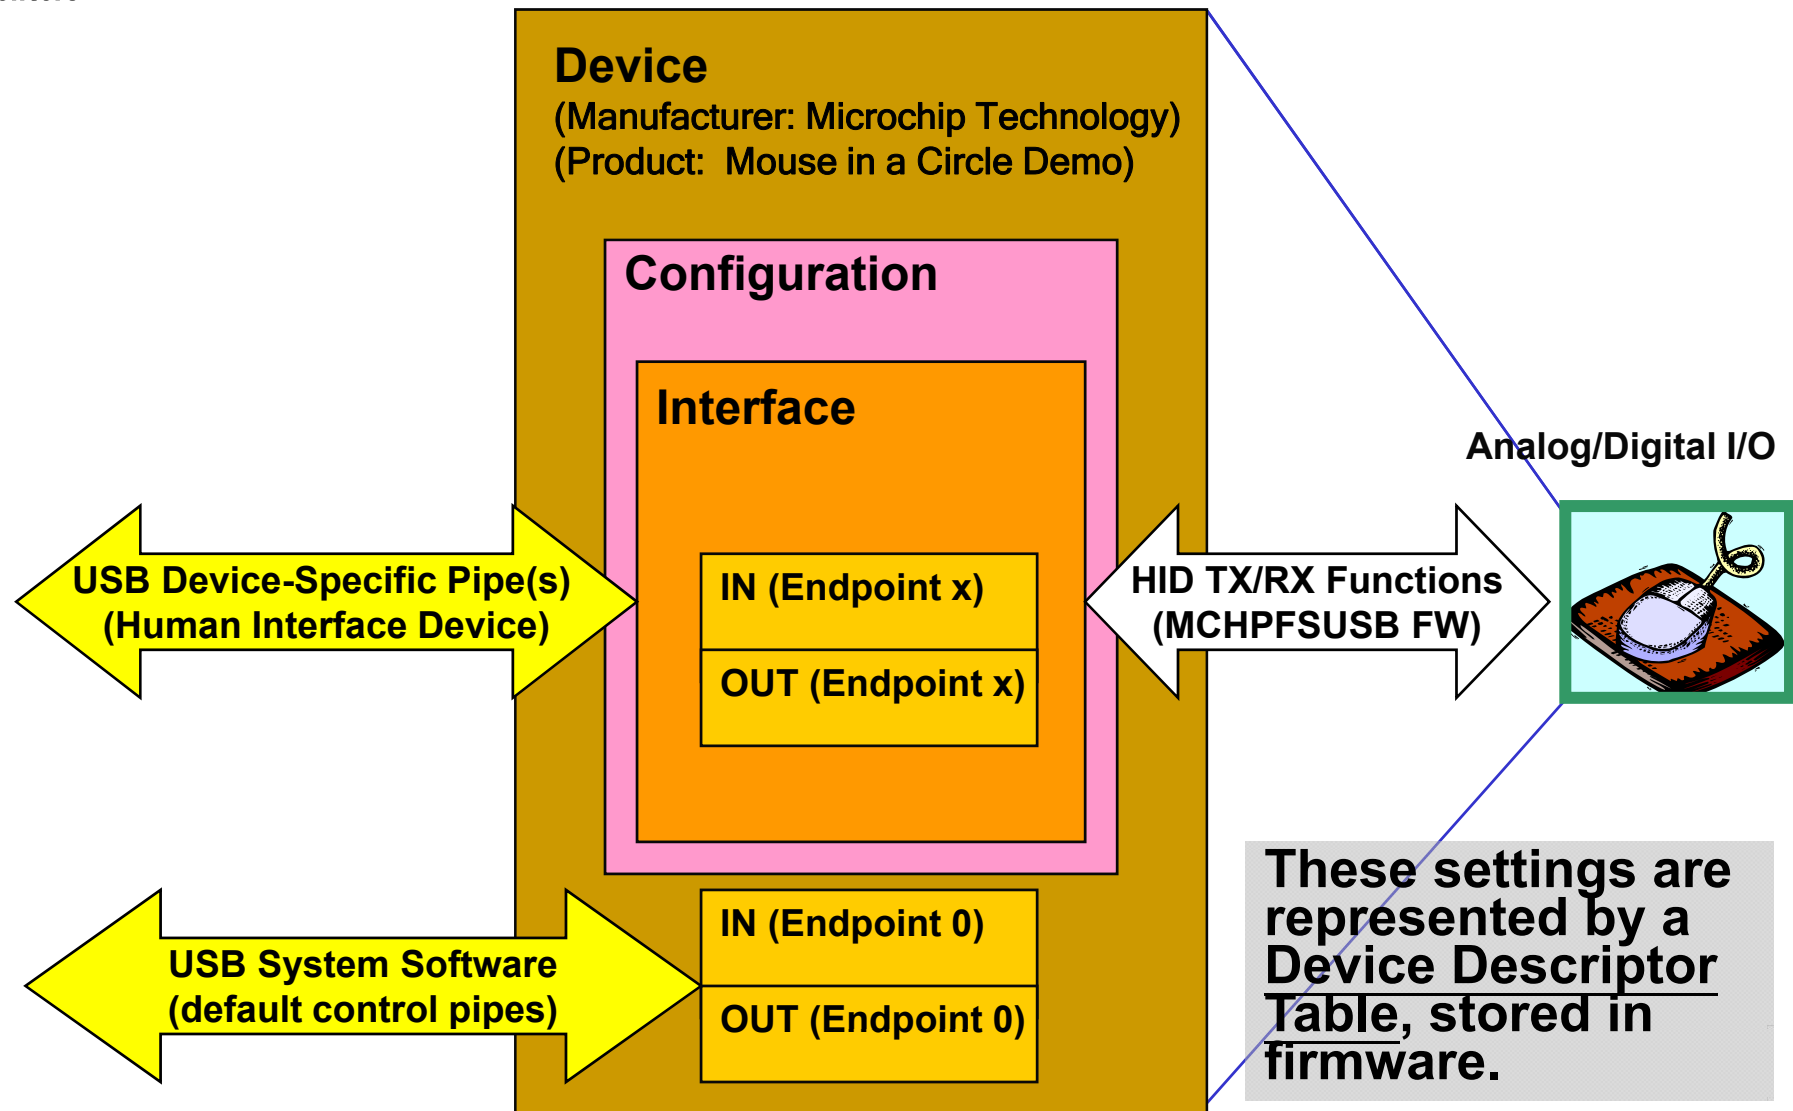 Device
(Manufacturer: Microchip Technology)
(Product: Mouse in a Circle Demo)
Configuration
Interface
Analog/Digital I/O
USB Device-Specific Pipe(s)
(Human Interface Device)
IN (Endpoint x)
OUT (Endpoint x)
HID TX/RX Functions
(MCHPFSUSB FW)
These settings are
represented by a
Device Descriptor
Table, stored in
firmware.
IN (Endpoint 0)
OUT (Endpoint 0)
USB System Software
(default control pipes)